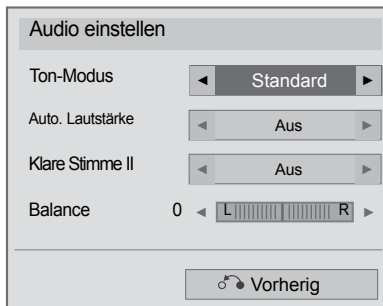 Audio einstellen
Ton-Modus ◄ Standard ►
Auto. Lautstärke ◄ Aus ►
Klare Stimme II ◄ Aus ►
Balance 0 ◄ L R ►
Vorherig